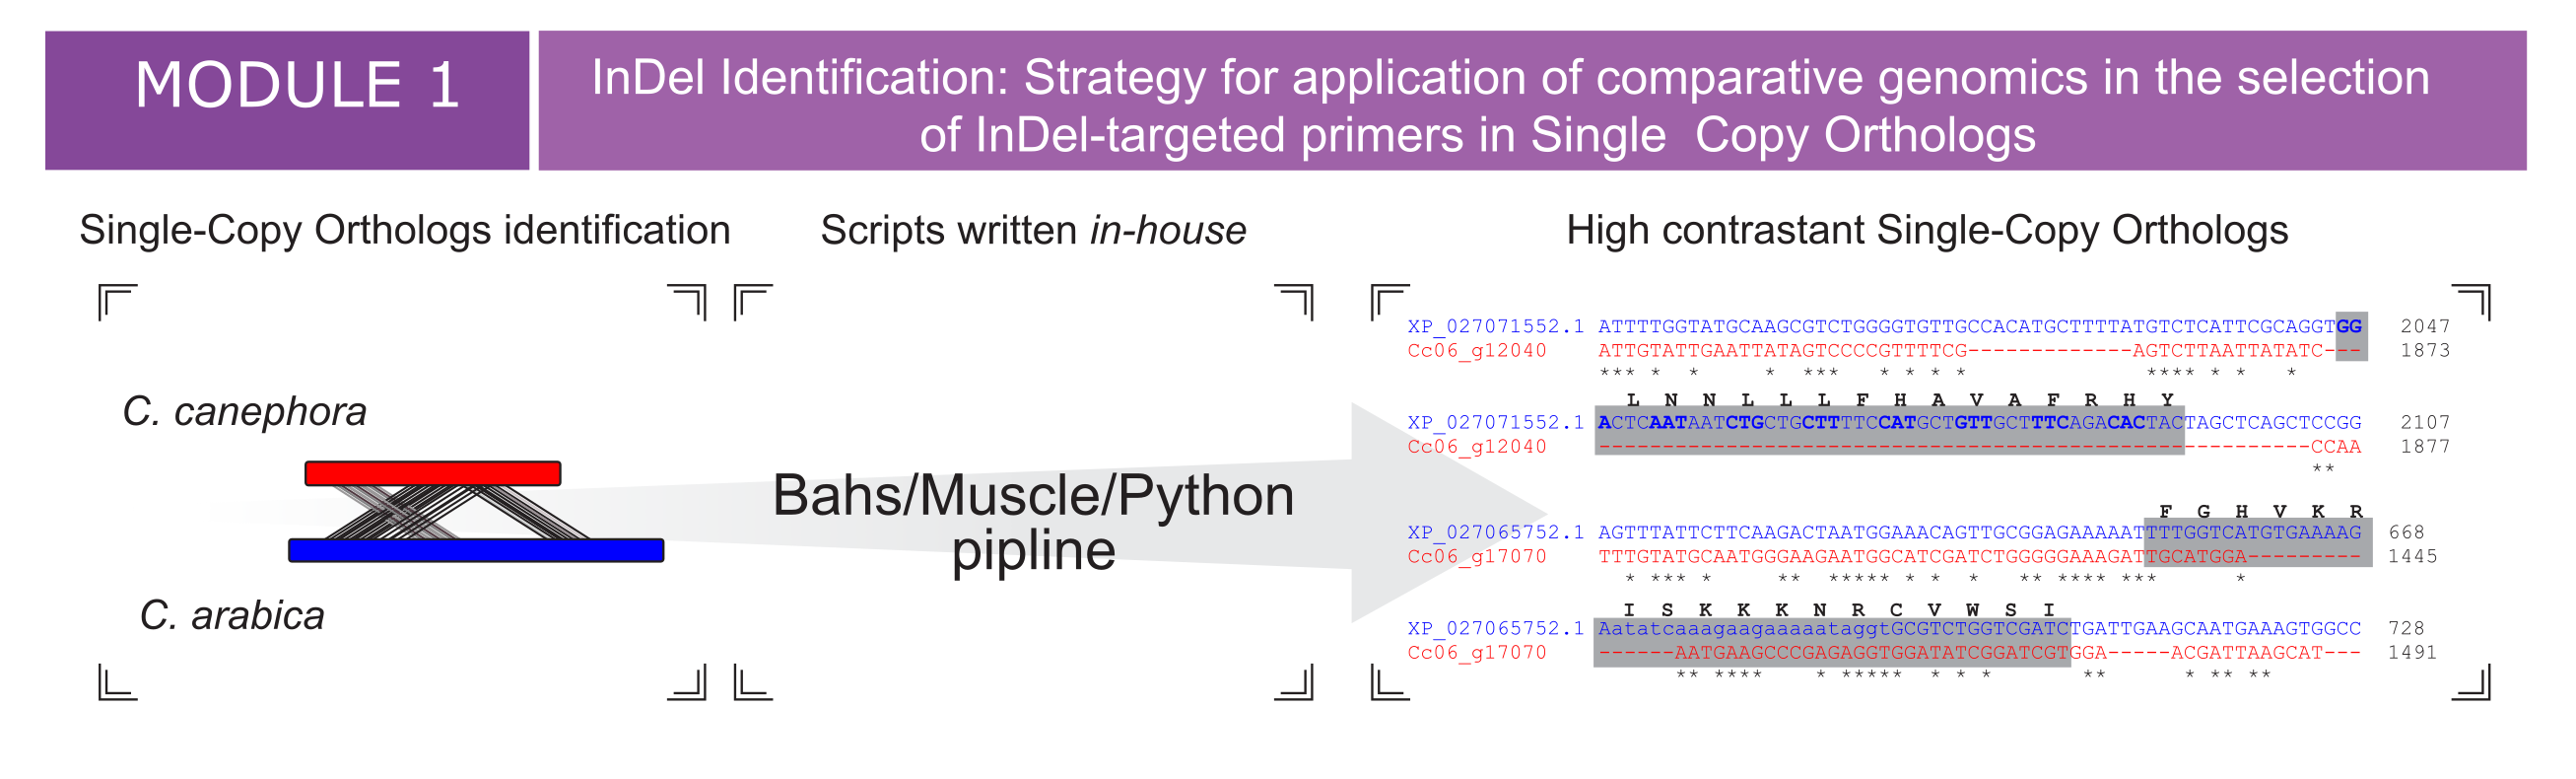 MODULE 1
InDel Identification: Strategy for application of comparative genomics in the selection
of InDel-targeted primers in Single Copy Orthologs
Single-Copy Orthologs identification
C. canephora
C. arabica
Scripts written in-house
Bahs/Muscle/Python
pipline
High contrastant Single-Copy Orthologs
XP_027071552.1 ATTTTGGTATGCAAGCGTCTGGGGTGTTGCCACATGCTTTTATGTCTCATTCGCAGGTGG 2047
Cc06_g12040 ATTGTATTGAATTATAGTCCCCGTTTTCG-------------AGTCTTAATTATATC--- 1873
*** * * * *** * * * * **** * * *
L N N L L L F H A V A F R H Y
XP_027071552.1 ACTCAATAATCTGCTGCTTTTCCATGCTGTTGCTTTCAGACACTACTAGCTCAGCTCCGG 2107
Cc06_g12040 --------------------------------------------------------CCAA 1877
**
F G H V K R
XP_027065752.1 AGTTTATTCTTCAAGACTAATGGAAACAGTTGCGGAGAAAAATTTTGGTCATGTGAAAAG 668
Cc06_g17070 TTTGTATGCAATGGGAAGAATGGCATCGATCTGGGGGAAAGATTGCATGGA--------- 1445
* *** * ** ***** * * * ** **** *** *
I S K K K N R C V W S I
XP_027065752.1 AatatcaaagaagaaaaataggtGCGTCTGGTCGATCTGATTGAAGCAATGAAAGTGGCC 728
Cc06_g17070 ------AATGAAGCCCGAGAGGTGGATATCGGATCGTGGA-----ACGATTAAGCAT--- 1491
** **** * ***** * * * ** * ** **